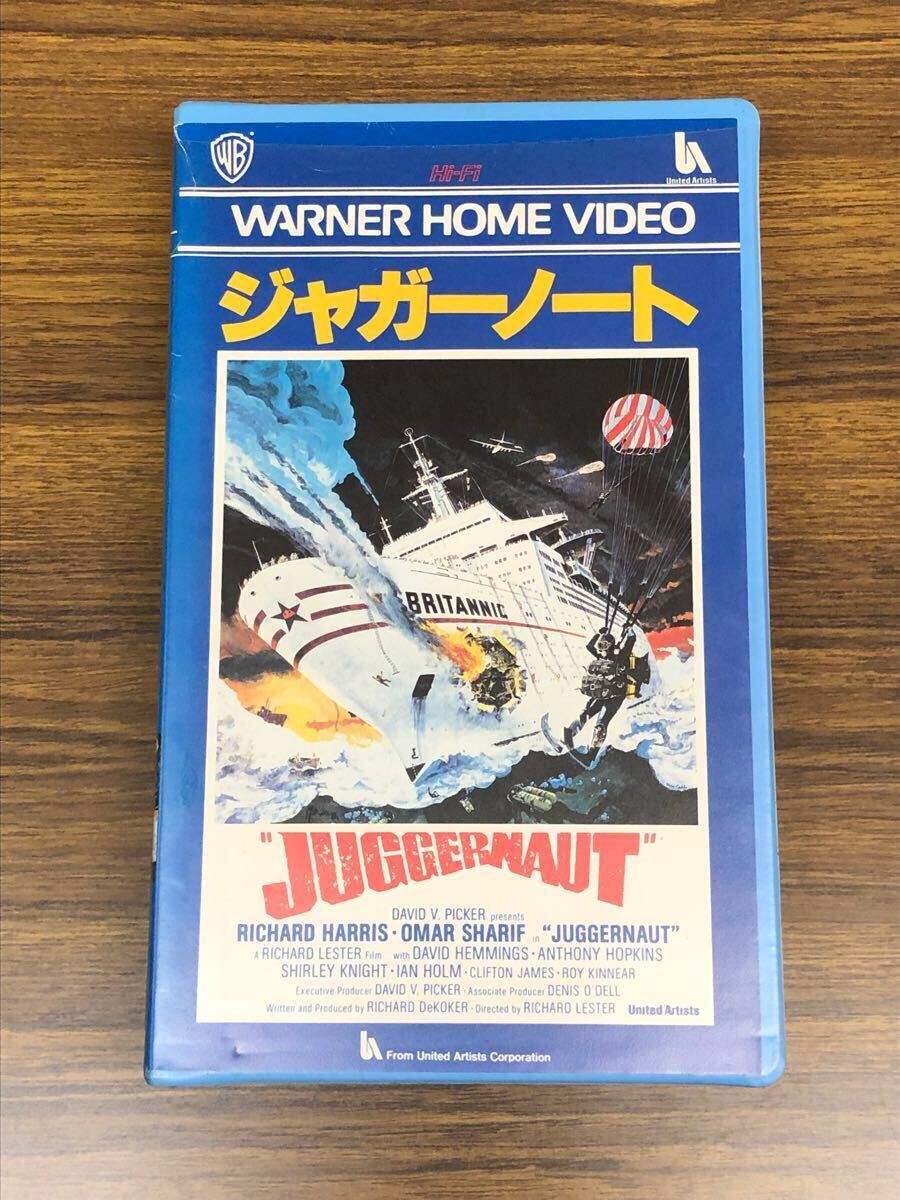 WB
Hi-Fi
United Artists
WARNER HOME VIDEO
ジャガーノート
BRITANNIC
"JUGGERNAUT"
DAVID V. PICKER presents
RICHARD HARRIS · OMAR SHARIF in "JUGGERNAUT"
A RICHARD LESTER Film with DAVID HEMMINGS · ANTHONY HOPKINS
SHIRLEY KNIGHT · IAN HOLM · CLIFTON JAMES · ROY KINNEAR
Executive Producer DAVID V. PICKER · Associate Producer DENIS O'DELL
Written and Produced by RICHARD DeKOKER · Directed by RICHARD LESTER United Artists
From United Artists Corporation